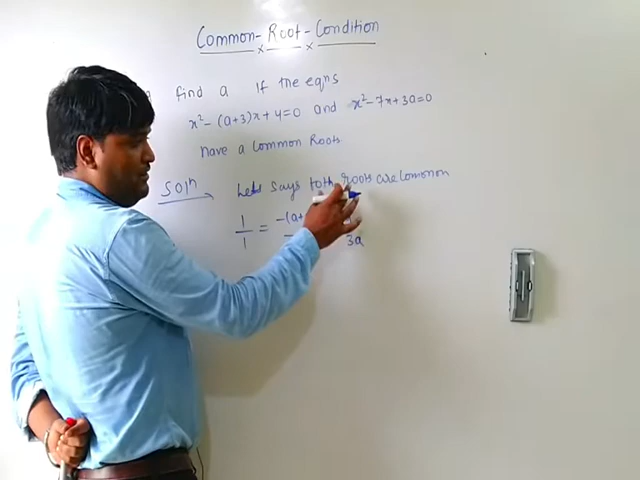 Common - Root - Condition
find a If the eqns
x² - (a+3)x + 4 = 0 and x² - 7x + 3a = 0
have a Common Roots
Soln Let's says both roots are Common
1/1 = -(a+ 3a